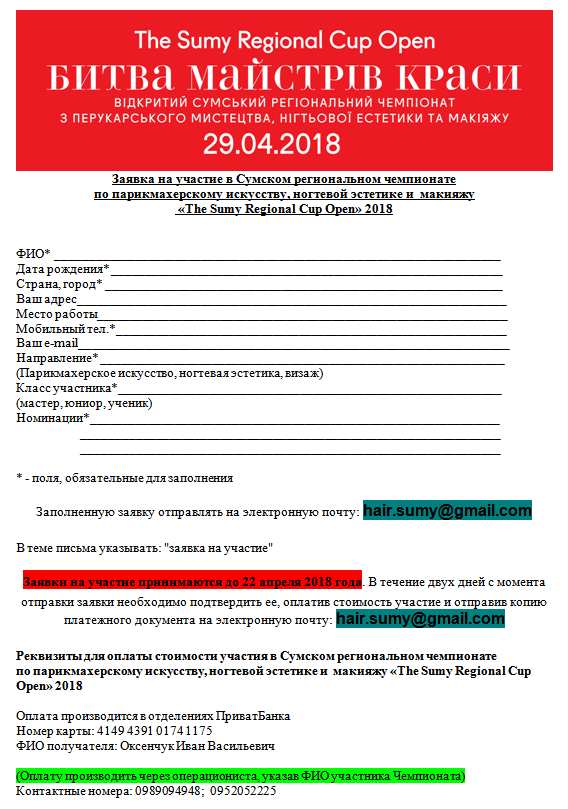 The Sumy Regional Cup Open
БИТВА МАЙСТРІВ КРАСИ
ВІДКРИТИЙ СУМСЬКИЙ РЕГІОНАЛЬНИЙ ЧЕМПІОНАТ
З ПЕРУКАРСЬКОГО МИСТЕЦТВА, НІГТЬОВОЇ ЕСТЕТИКИ ТА МАКІЯЖУ
29.04.2018
Заявка на участие в Сумском региональном чемпионате
по парикмахерскому искусству, ногтевой эстетике и макияжу
«The Sumy Regional Cup Open» 2018
ФИО*
Дата рождения*
Страна, город*
Ваш адрес
Место работы
Мобильный тел.*
Ваш e-mail
Направление*
(Парикмахерское искусство, ногтевая эстетика, визаж)
Класс участника*
(мастер, юниор, ученик)
Номинации*
* - поля, обязательные для заполнения
Заполненную заявку отправлять на электронную почту: hair.sumy@gmail.com
В теме письма указывать: "заявка на участие"
Заявки на участие принимаются до 22 апреля 2018 года. В течение двух дней с момента
отправки заявки необходимо подтвердить ее, оплатив стоимость участие и отправив копию
платежного документа на электронную почту: hair.sumy@gmail.com
Реквизиты для оплаты стоимости участия в Сумском региональном чемпионате
по парикмахерскому искусству, ногтевой эстетике и макияжу «The Sumy Regional Cup
Open» 2018
Оплата производится в отделениях ПриватБанка
Номер карты: 4149 4391 0174 1175
ФИО получателя: Оксенчук Иван Васильевич
(Оплату производить через операциониста, указав ФИО участника Чемпионата)
Контактные номера: 0989094948; 0952052225